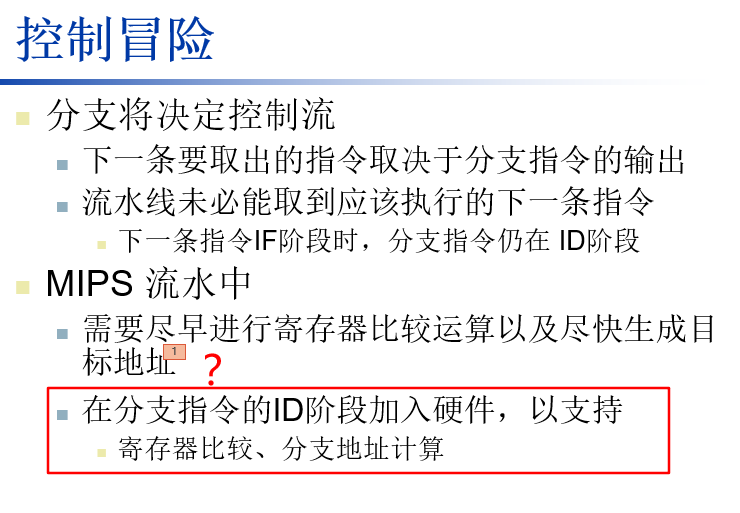 控制冒险
分支将决定控制流
下一条要取出的指令取决于分支指令的输出
流水线未必能取到应该执行的下一条指令
下一条指令IF阶段时，分支指令仍在 ID阶段
MIPS 流水中
需要尽早进行寄存器比较运算以及尽快生成目
标地址 1 ?
在分支指令的ID阶段加入硬件，以支持
寄存器比较、分支地址计算